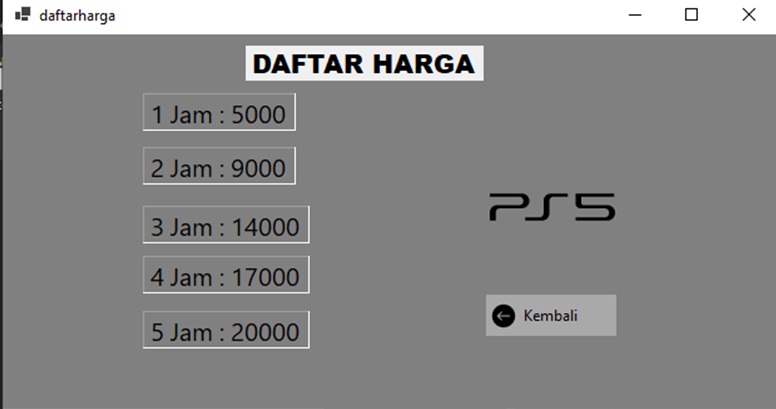 daftarharga
DAFTAR HARGA
1 Jam : 5000
2 Jam : 9000
3 Jam : 14000
4 Jam : 17000
5 Jam : 20000
PS5
Kembali